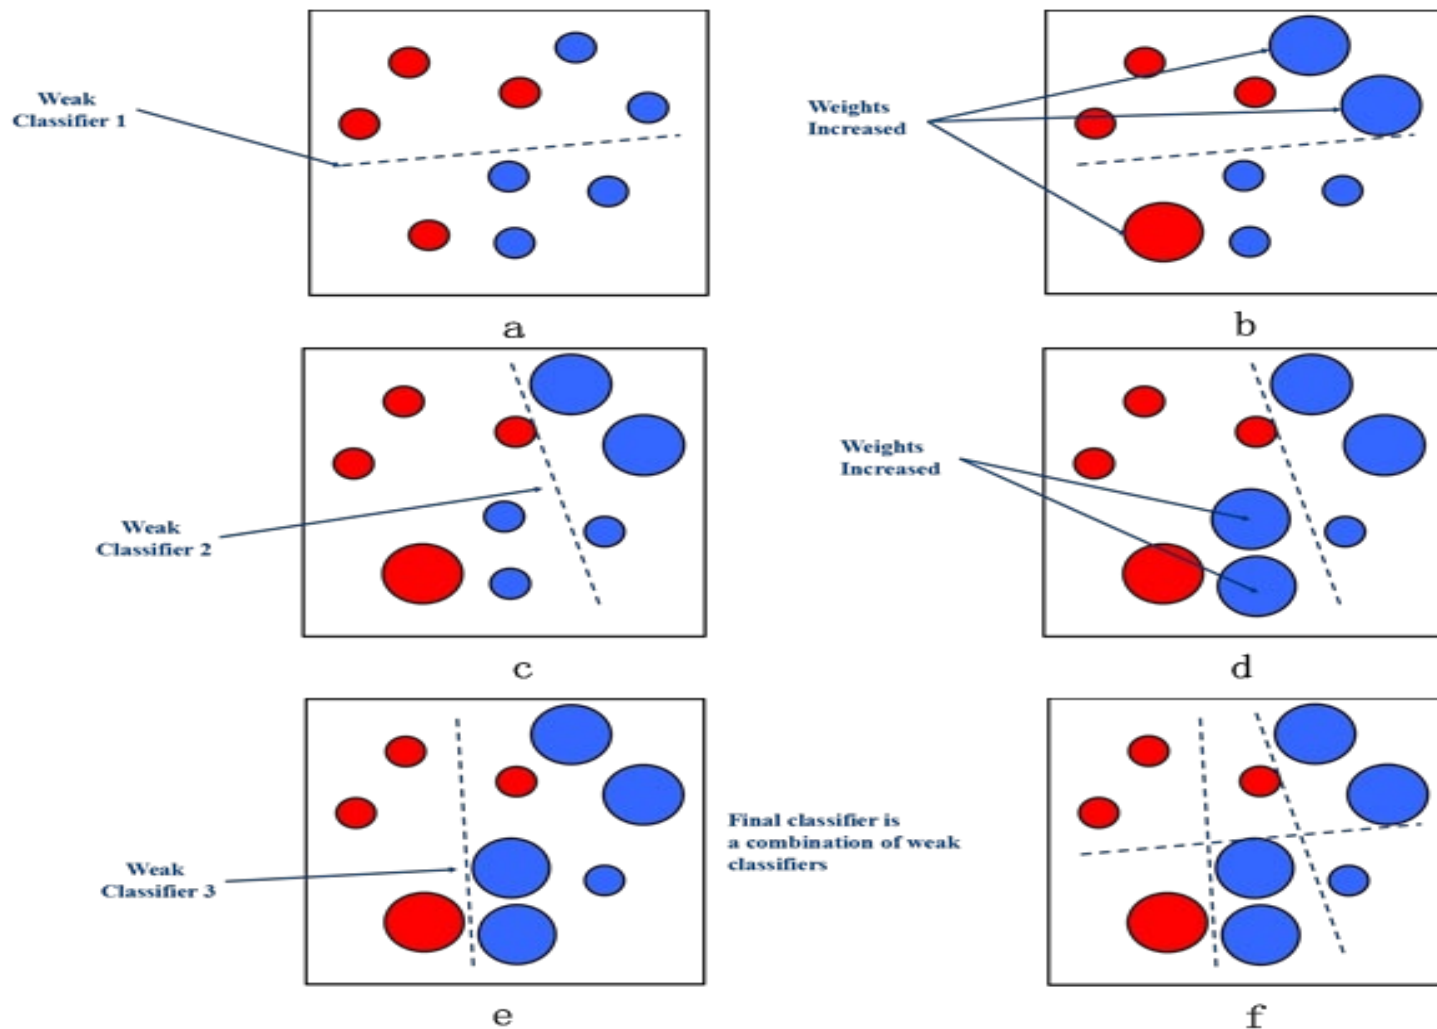 Weak
Classifier 1
Weights
Increased
a
b
Weak
Classifier 2
Weights
Increased
c
d
Weak
Classifier 3
Final classifier is
a combination of weak
classifiers
e
f